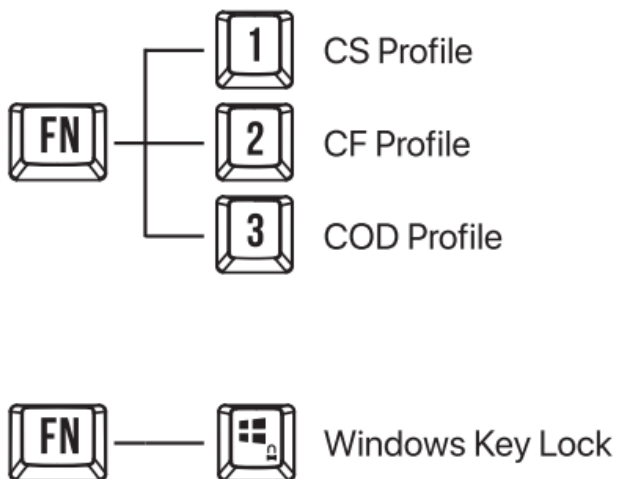 1 CS Profile
FN 2 CF Profile
3 COD Profile
FN Windows Key Lock